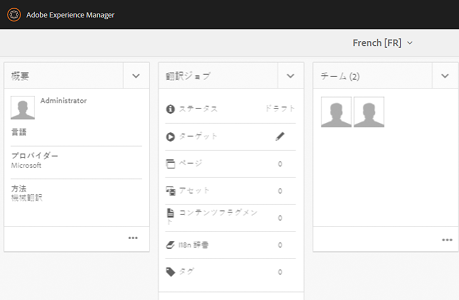 Adobe Experience Manager
French [FR]
概要
Administrator
言語
プロバイダー
Microsoft
方法
機械翻訳
翻訳ジョブ
ステータス ドラフト
ターゲット
ページ 0
アセット 0
コンテンツフラグメン
ト 0
I18n 辞書 0
タグ 0
チーム (2)